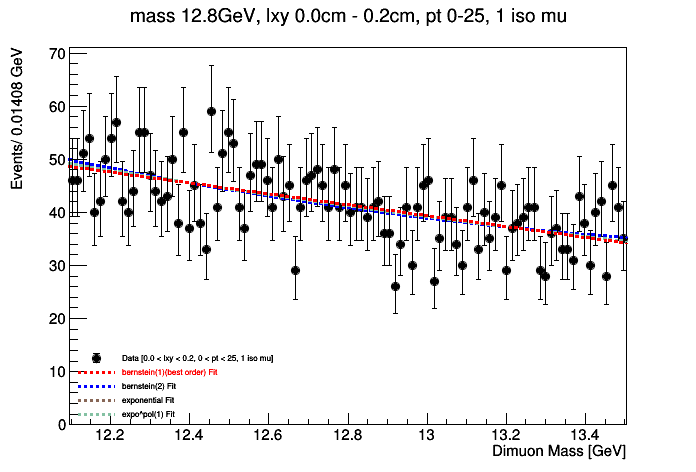 mass 12.8GeV, lxy 0.0cm - 0.2cm, pt 0-25, 1 iso mu
Events/ 0.01408 GeV
70
60
50
40
30
20
10
0
Data [0.0 < lxy < 0.2, 0 < pt < 25, 1 iso mu]
bernstein(1)(best order) Fit
bernstein(2) Fit
exponential Fit
expo^pol(1) Fit
12.2 12.4 12.6 12.8 13 13.2 13.4
Dimuon Mass [GeV]